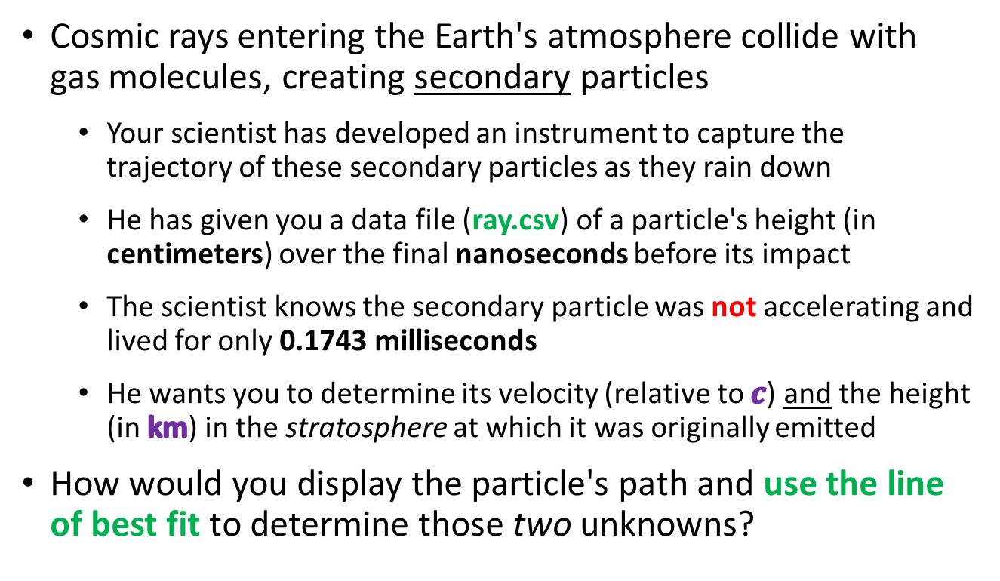 • Cosmic rays entering the Earth's atmosphere collide with
gas molecules, creating secondary particles
• Your scientist has developed an instrument to capture the
trajectory of these secondary particles as they rain down
• He has given you a data file (ray.csv) of a particle's height (in
centimeters) over the final nanoseconds before its impact
• The scientist knows the secondary particle was not accelerating and
lived for only 0.1743 milliseconds
• He wants you to determine its velocity (relative to c) and the height
(in km) in the stratosphere at which it was originally emitted
• How would you display the particle's path and use the line
of best fit to determine those two unknowns?